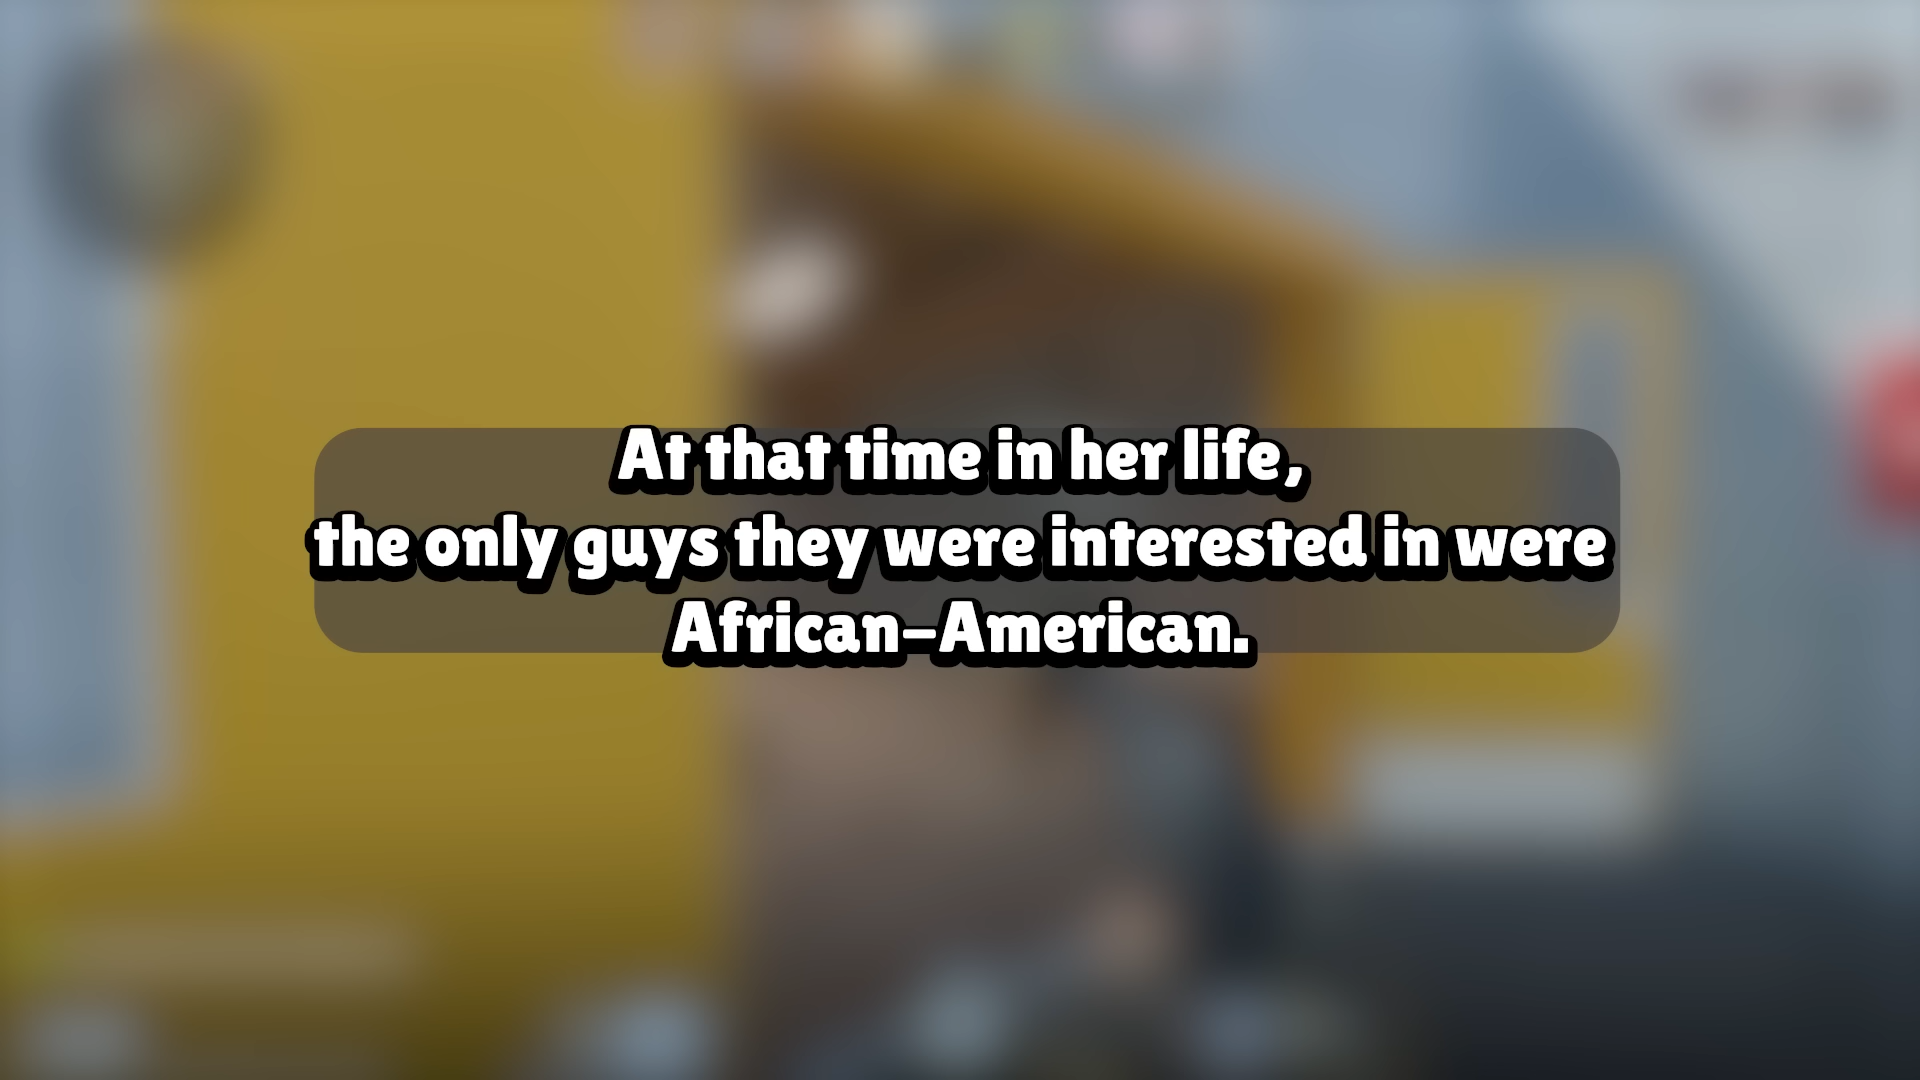 At that time in her life,
the only guys they were interested in were
African-American.